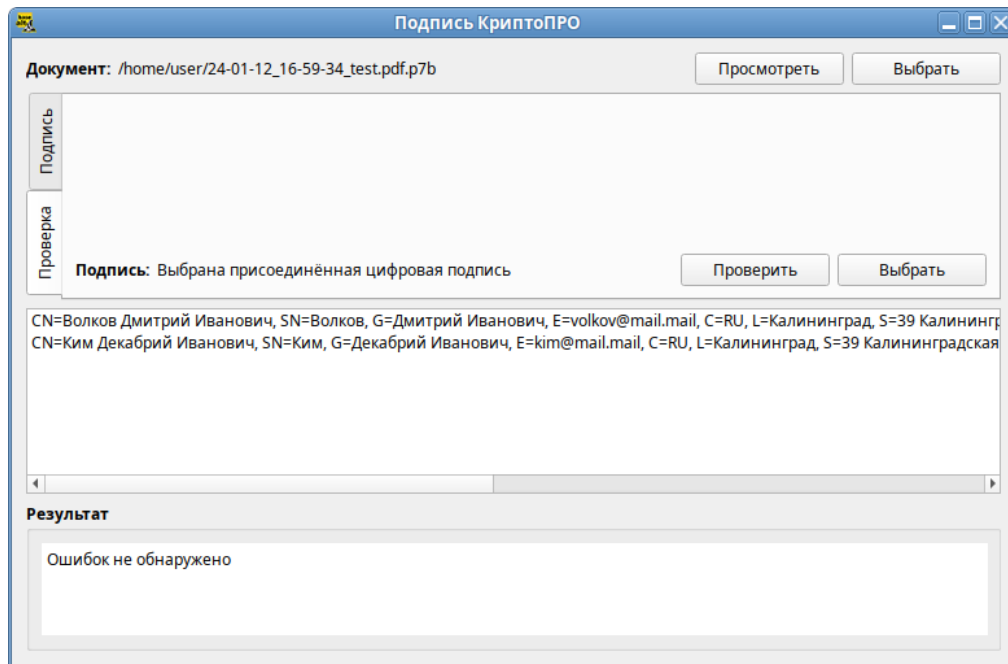 Подпись КриптоПРО
Документ: /home/user/24-01-12_16-59-34_test.pdf.p7b
Просмотреть
Выбрать
Подпись
Проверка
Подпись: Выбрана присоединённая цифровая подпись
Проверить
Выбрать
CN=Волков Дмитрий Иванович, SN=Волков, G=Дмитрий Иванович, E=volkov@mail.mail, C=RU, L=Калининград, S=39 Калинингр
CN=Ким Декабрий Иванович, SN=Ким, G=Декабрий Иванович, E=kim@mail.mail, C=RU, L=Калининград, S=39 Калининградская
Результат
Ошибок не обнаружено